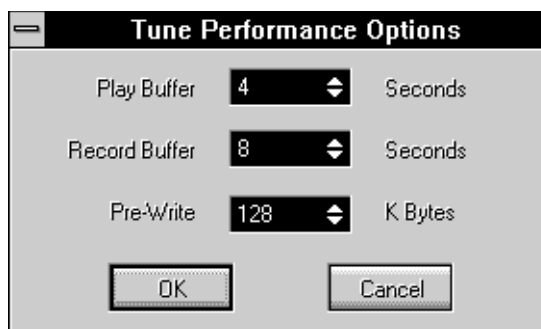 Tune Performance Options
Play Buffer 4 Seconds
Record Buffer 8 Seconds
Pre-Write 128 K Bytes
OK Cancel